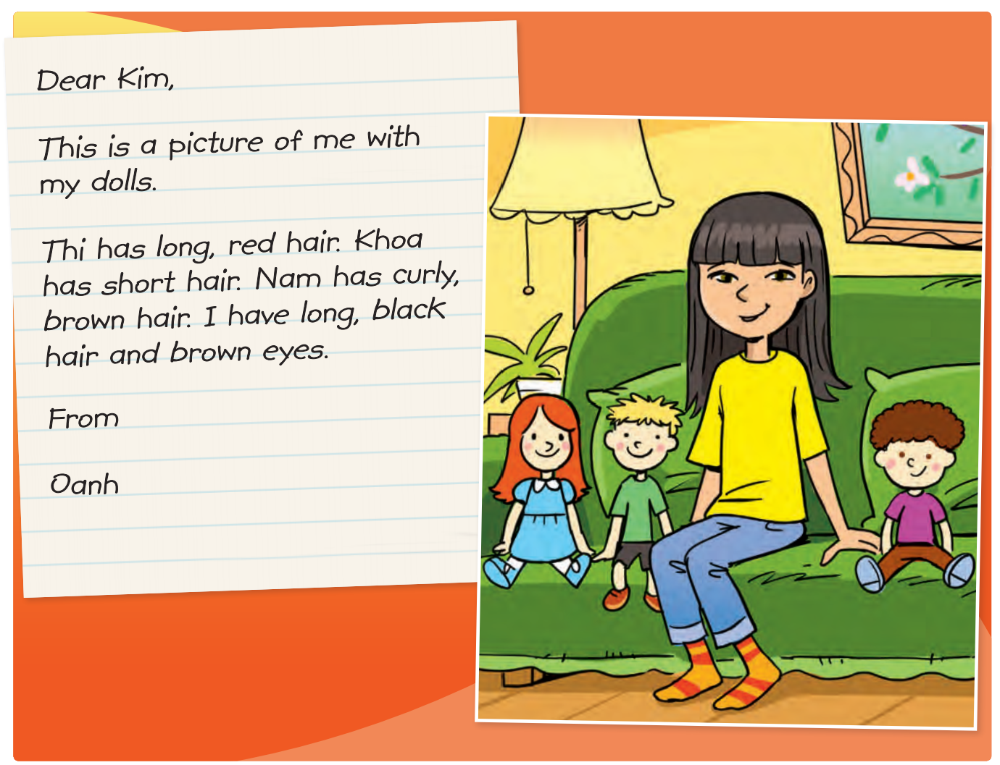 Dear Kim,
This is a picture of me with
my dolls.
Thi has long, red hair. Khoa
has short hair. Nam has curly,
brown hair. I have long, black
hair and brown eyes.
From
Oanh